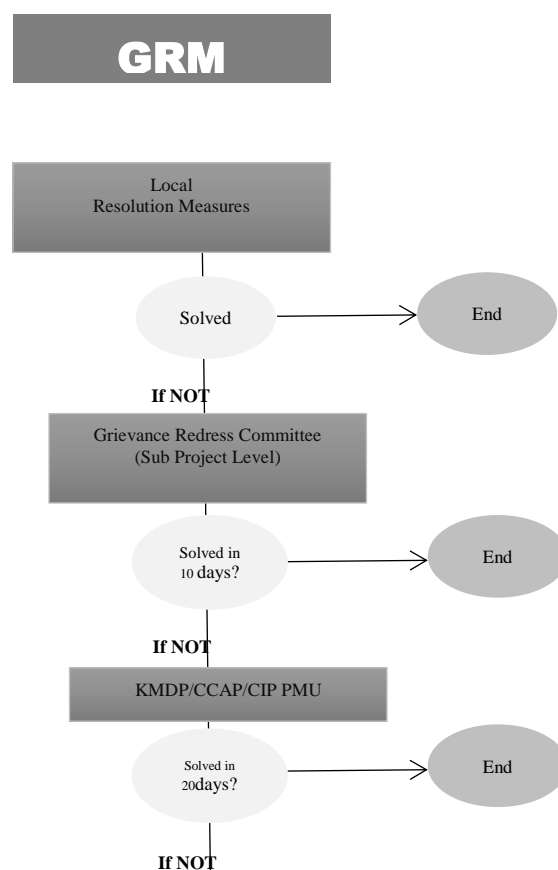 GRM
Local
Resolution Measures
Solved
End
If NOT
Grievance Redress Committee
(Sub Project Level)
Solved in
10 days?
End
If NOT
KMDP/CCAP/CIP PMU
Solved in
20days?
End
If NOT